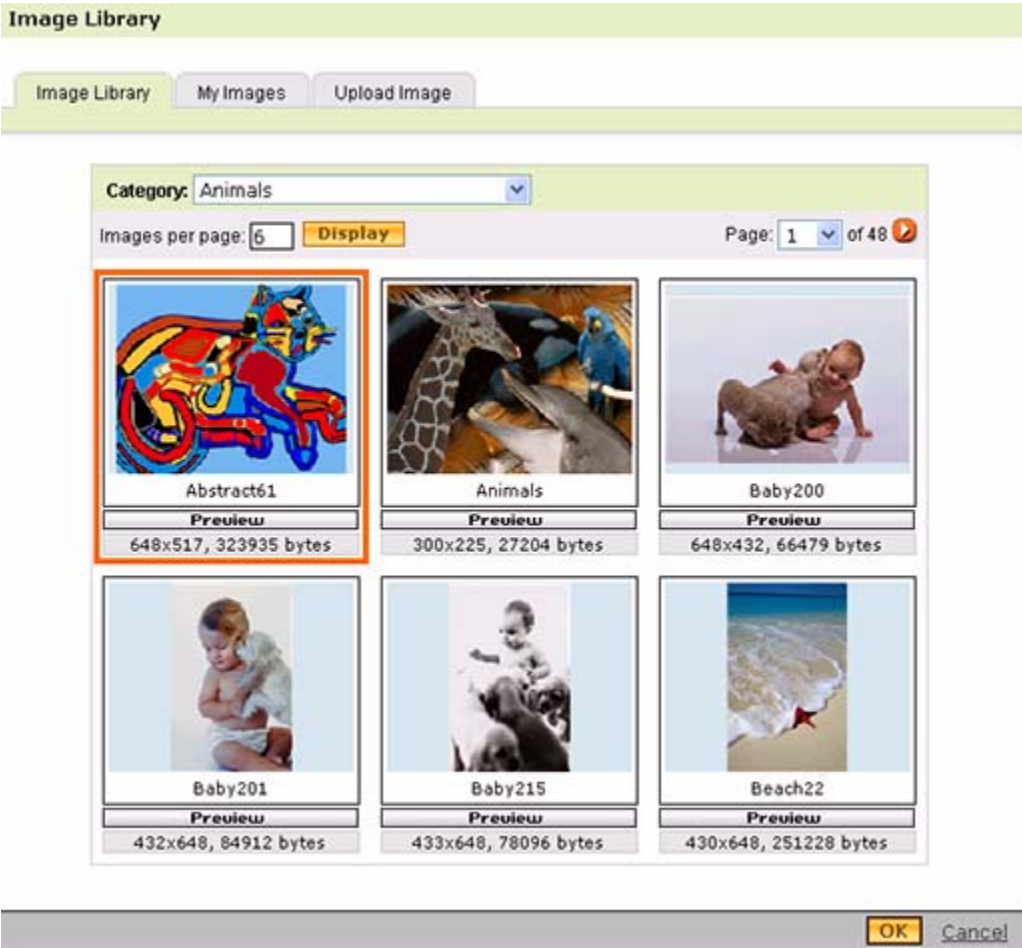 Image Library
Image Library My Images Upload Image
Category: Animals
Images per page: 6 Display Page: 1 of 48
Abstract61 Animals Baby200
Preview Preview Preview
648x517, 323935 bytes 300x225, 27204 bytes 648x432, 66479 bytes
Baby201 Baby215 Beach22
Preview Preview Preview
432x648, 84912 bytes 433x648, 78096 bytes 430x648, 251228 bytes
OK Cancel